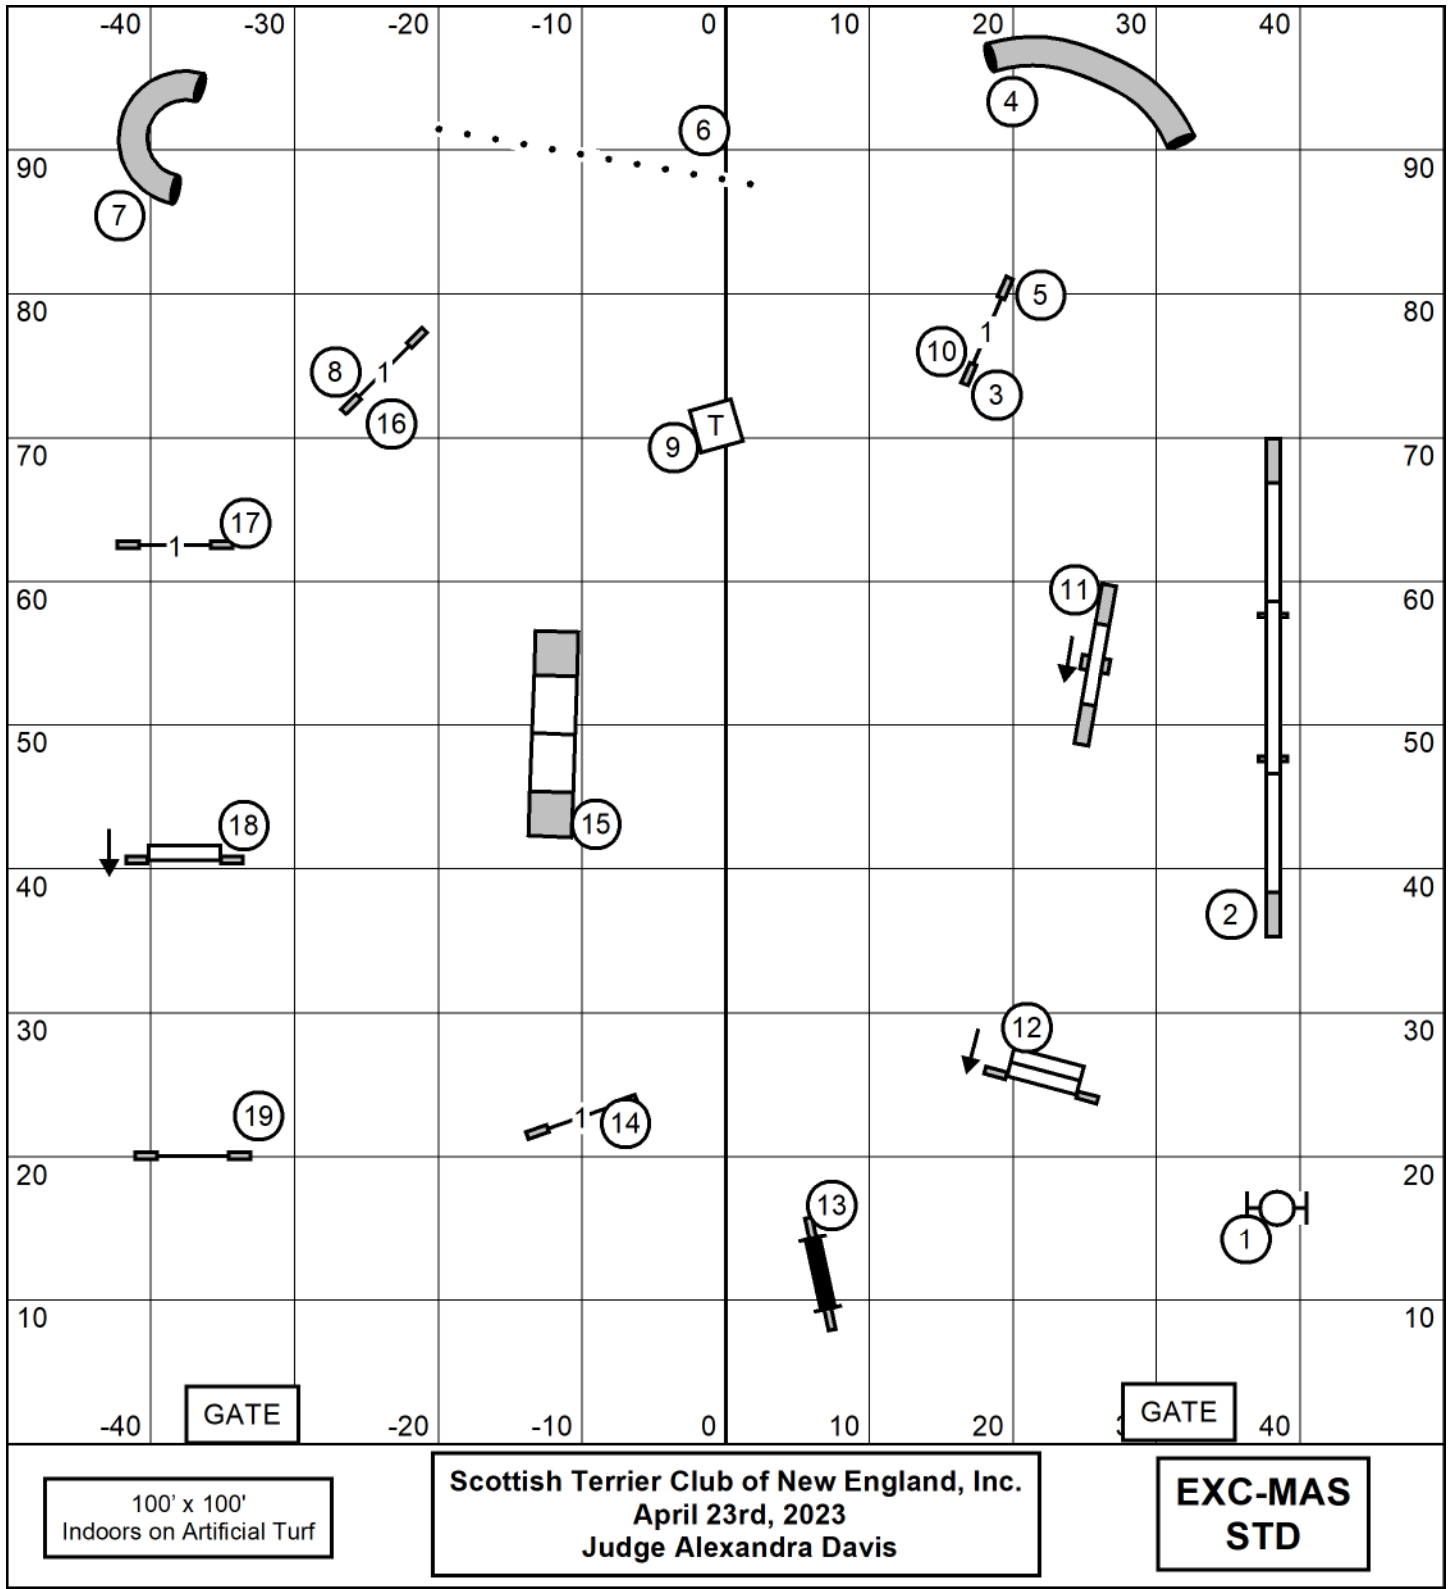 -40 -30 -20 -10 0 10 20 30 40
4
6
90 90
7
80 5 80
1
10
8 1
3
16
T
9
70 70
17
1
60 11 60
50 50
18 15
40 40
2
30 12 30
19 1 14
20 20
13
1
10 10
-40 GATE -20 -10 0 10 20 GATE 40
100' x 100'
Indoors on Artificial Turf
Scottish Terrier Club of New England, Inc.
April 23rd, 2023
Judge Alexandra Davis
EXC-MAS
STD